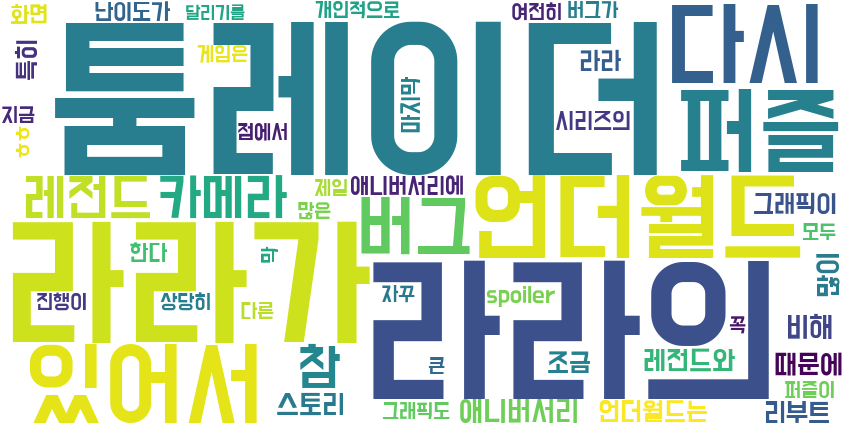 화면
난이도가
달리기를
개인적으로
여전히
버그가
특히
게임은
툼레이더
라라
다시
마지막
지금
점에서
시리즈의
퍼즐
ㅎㅎ
레전드
카메라
제일
애니버서리에
많은
버그
언더월드
그래픽이
모두
라라가
한다
막
많이
진행이
상당히
다른
자꾸
spoiler
라라의
꼭
비해
있어서
참
큰
조금
레전드와
때문에
퍼즐이
스토리
그래픽도
애니버서리
언더월드는
리부트